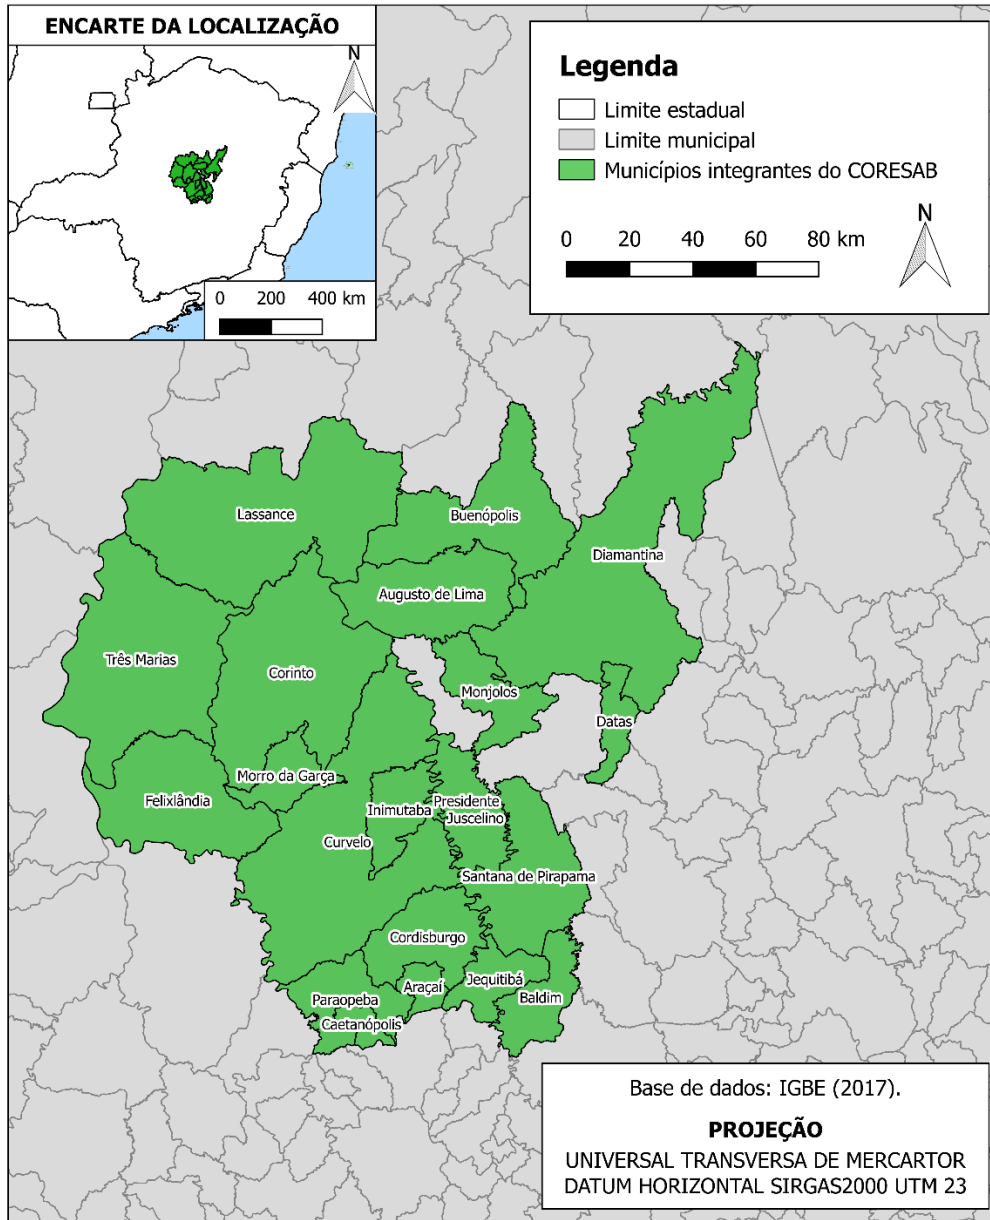 ENCARTE DA LOCALIZAÇÃO
N
0 200 400 km
Legenda
Limite estadual
Limite municipal
Municípios integrantes do CORESAB
N
0 20 40 60 80 km
Lassance
Buenópolis
Diamantina
Augusto de Lima
Três Marias
Corinto
Monjolos
Datas
Morro da Garça
Felixlândia
Inimutaba
Presidente
Juscelino
Curvelo
Santana de Pirapama
Cordisburgo
Jequitibá
Araçaí
Paraopeba
Baldim
Caetanópolis
Base de dados: IGBE (2017).
PROJEÇÃO
UNIVERSAL TRANSVERSA DE MERCARTOR
DATUM HORIZONTAL SIRGAS2000 UTM 23